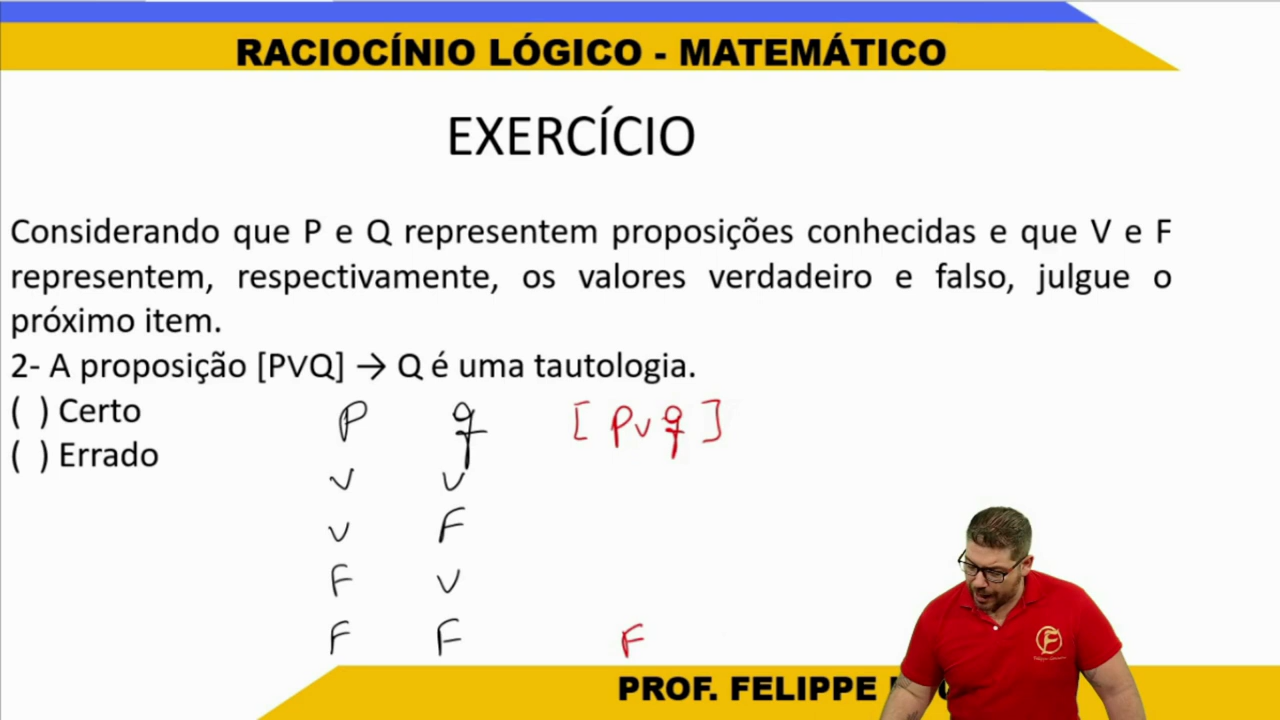 RACIOCÍNIO LÓGICO - MATEMÁTICO
EXERCÍCIO
Considerando que P e Q representem proposições conhecidas e que V e F
representem, respectivamente, os valores verdadeiro e falso, julgue o
próximo item.
2- A proposição [PVQ] → Q é uma tautologia.
( ) Certo
( ) Errado
P q [ P v q ]
V V
V F
F V
F F F
PROF. FELIPPE